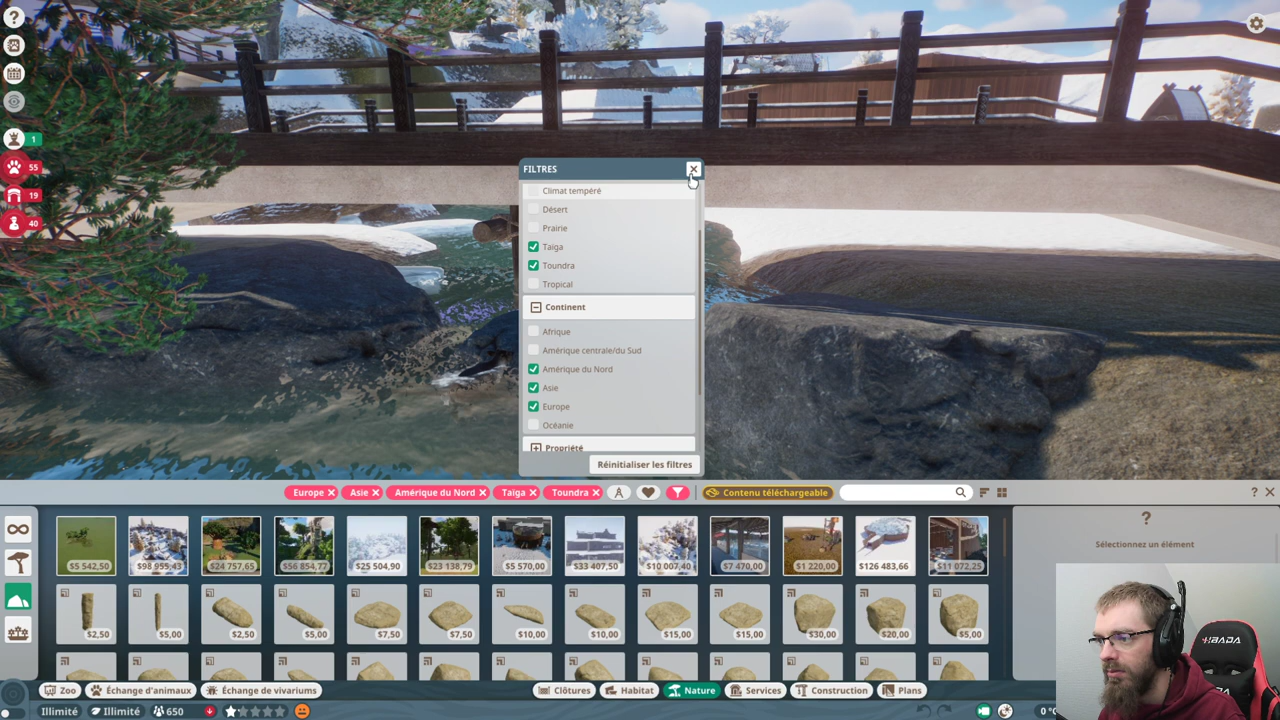 ?
1
55
19
40
FILTRES
Climat tempéré
Désert
Prairie
Taïga
Toundra
Tropical
Continent
Afrique
Amérique centrale/du Sud
Amérique du Nord
Asie
Europe
Océanie
Propriété
Réinitialiser les filtres
Europe Asie Amérique du Nord Taïga Toundra Contenu téléchargeable ?
$5 542,50 $98 955,43 $24 757,65 $56 854,77 $25 504,90 $23 138,79 $5 570,00 $33 407,50 $10 007,40 $7 470,00 $1 220,00 $126 483,66 $11 072,25
?
Sélectionnez un élément
$2,50 $5,00 $2,50 $5,00 $7,50 $7,50 $10,00 $10,00 $15,00 $15,00 $30,00 $20,00 $5,00
HBADA
Zoo Échange d'animaux Échange de vivariums Clôtures Habitat Nature Services Construction Plans
Illimité Illimité 650 0 °